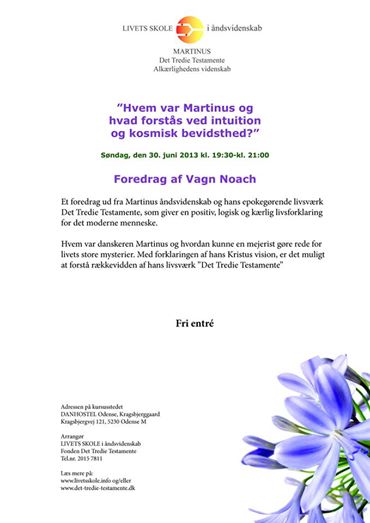 LIVETS SKOLE i åndsvidenskab
MARTINUS
Det Tredie Testamente
Alkærlighedens videnskab
”Hvem var Martinus og
hvad forstås ved intuition
og kosmisk bevidsthed?”
Søndag, den 30. juni 2013 kl. 19:30-kl. 21:00
Foredrag af Vagn Noach
Et foredrag ud fra Martinus åndsvidenskab og hans epokegørende livsværk
Det Tredie Testamente, som giver en positiv, logisk og kærlig livsforklaring
for det moderne menneske.
Hvem var danskeren Martinus og hvordan kunne en mejerist gøre rede for
livets store mysterier. Med forklaringen af hans Kristus vision, er det muligt
at forstå rækkevidden af hans livsværk ”Det Tredie Testamente”
Fri entré
Adressen på kursusstedet
DANHOSTEL Odense, Kragsbjerggaard
Kragsbjergvej 121, 5230 Odense M
Arrangør
LIVETS SKOLE i åndsvidenskab
Fonden Det Tredie Testamente
Tel.nr. 2015 7811
Læs mere på:
www.livetsskole.info og/eller
www.det-tredie-testamente.dk